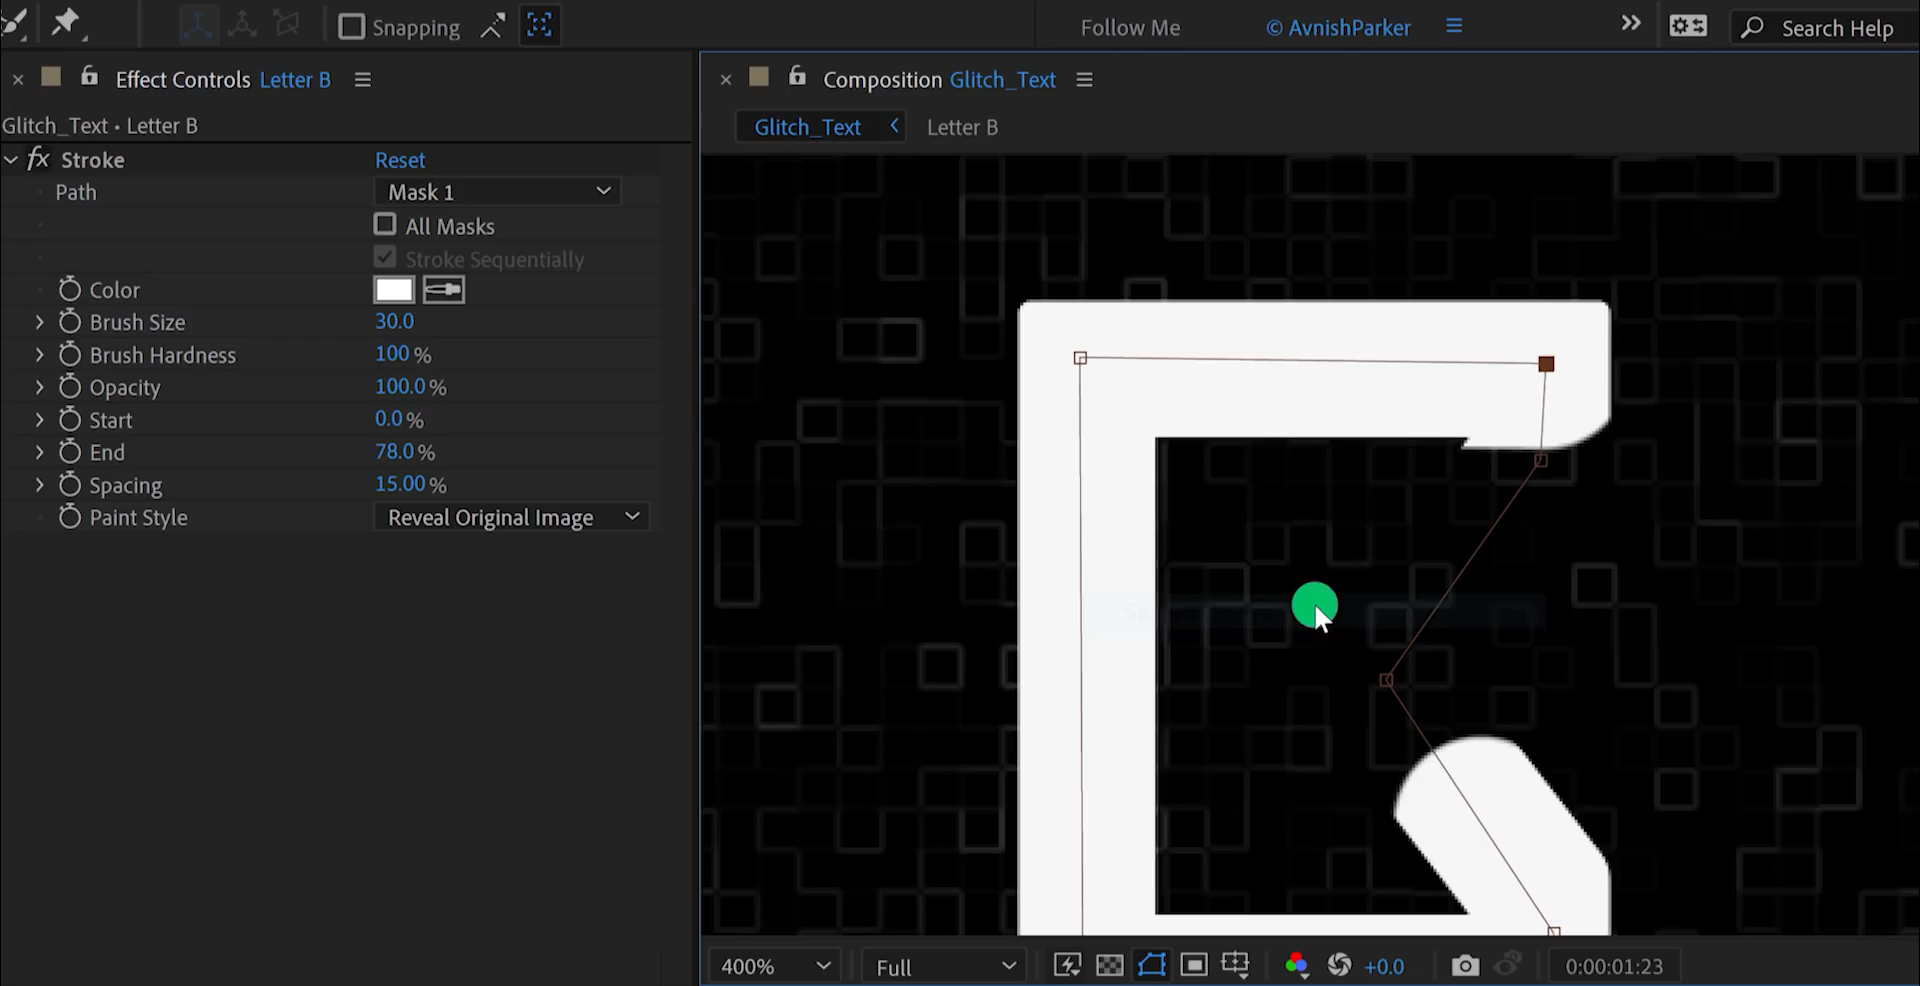 Snapping
Follow Me
© AvnishParker
Search Help
Effect Controls Letter B
Composition Glitch_Text
Glitch_Text • Letter B
Glitch_Text
Letter B
fx Stroke Reset
Path Mask 1
All Masks
Stroke Sequentially
Color
Brush Size 30.0
Brush Hardness 100 %
Opacity 100.0 %
Start 0.0 %
End 78.0 %
Spacing 15.00 %
Paint Style Reveal Original Image
400%
Full
+0.0
0:00:01:23